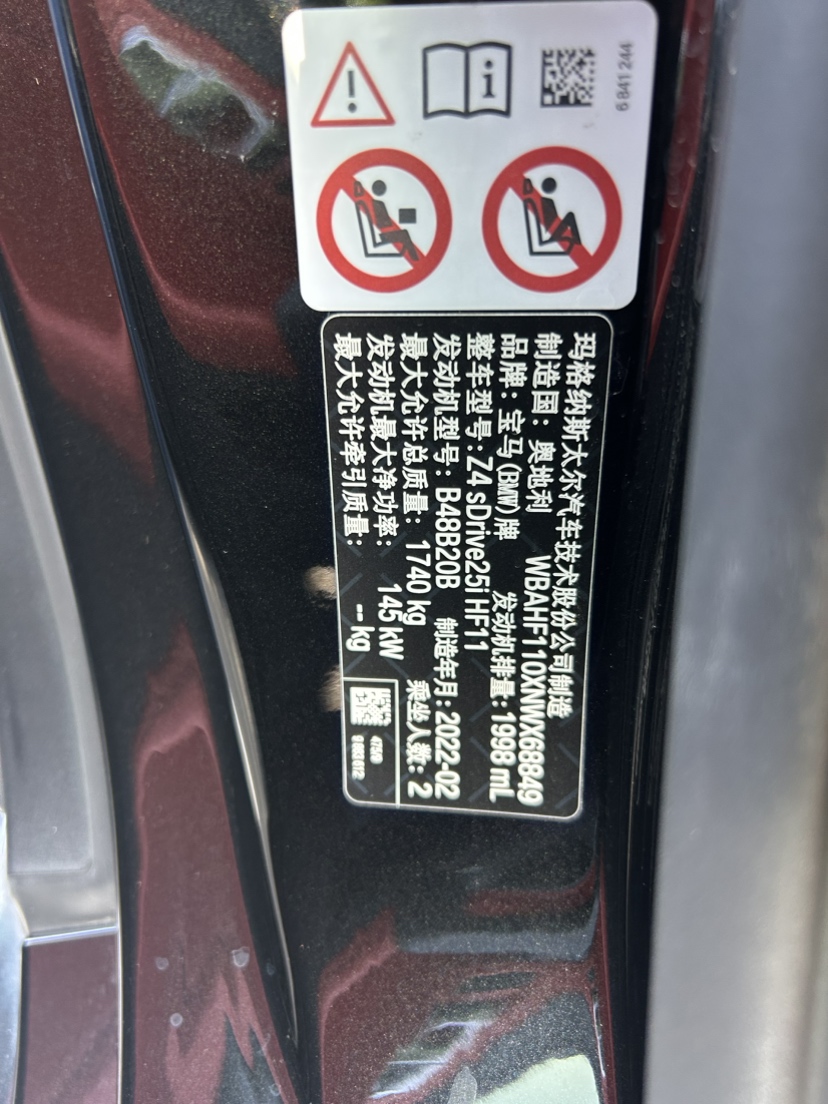 6 841 244
玛格纳斯太尔汽车技术股份公司制造
制造国：奥地利 WBAHF110XNWX68849
品牌：宝马(BMW)牌 发动机排量：1998 mL
整车型号：Z4 sDrive25i HF11
发动机型号：B48B20B 制造年月：2022-02
最大允许总质量：1740 kg 乘坐人数：2
发动机最大净功率：145 kW
最大允许牵引质量：-- kg